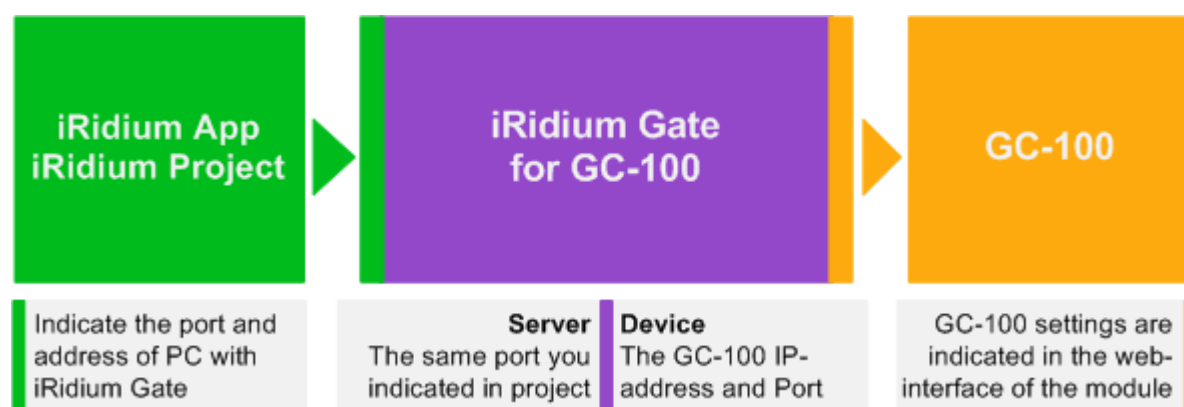 iRidium App
iRidium Project
iRidium Gate
for GC-100
GC-100
Indicate the port and
address of PC with
iRidium Gate
Server
The same port you
indicated in project
Device
The GC-100 IP-
address and Port
GC-100 settings are
indicated in the web-
interface of the module